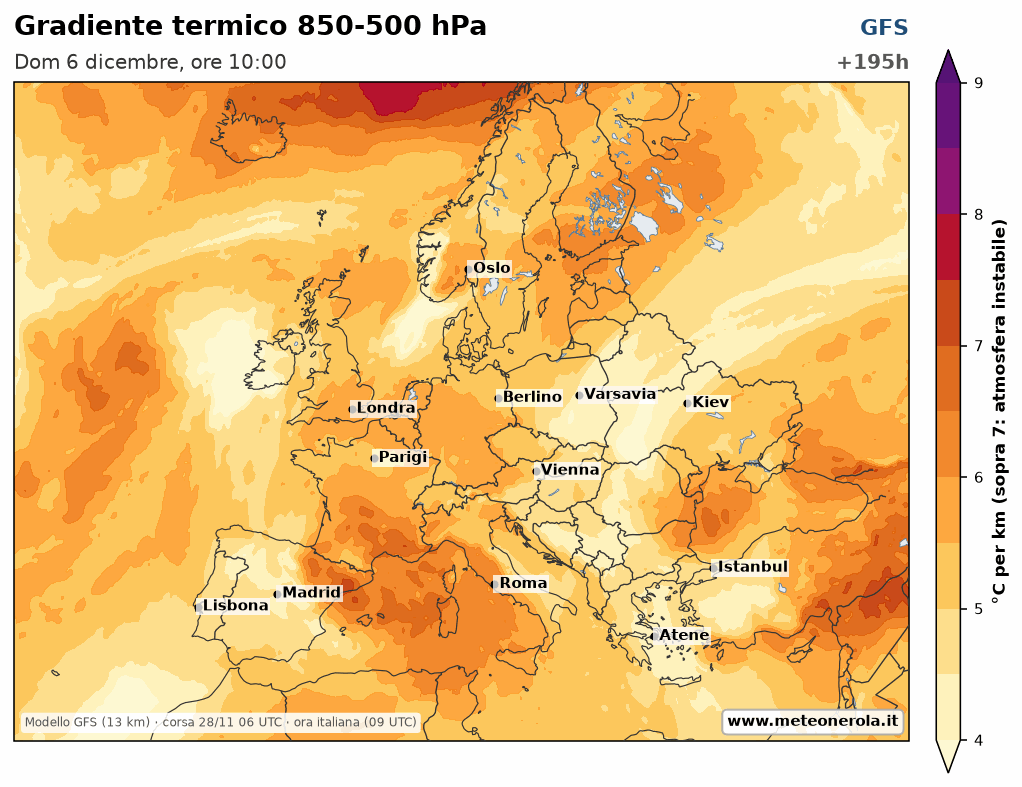 Gradiente termico 850-500 hPa
GFS
Dom 6 dicembre, ore 10:00
+195h
9
8
7
6
5
4
°C per km (sopra 7: atmosfera instabile)
Oslo
Berlino
Varsavia
Kiev
Londra
Parigi
Vienna
Istanbul
Roma
Madrid
Lisbona
Atene
Modello GFS (13 km) · corsa 28/11 06 UTC · ora italiana (09 UTC)
www.meteonerola.it